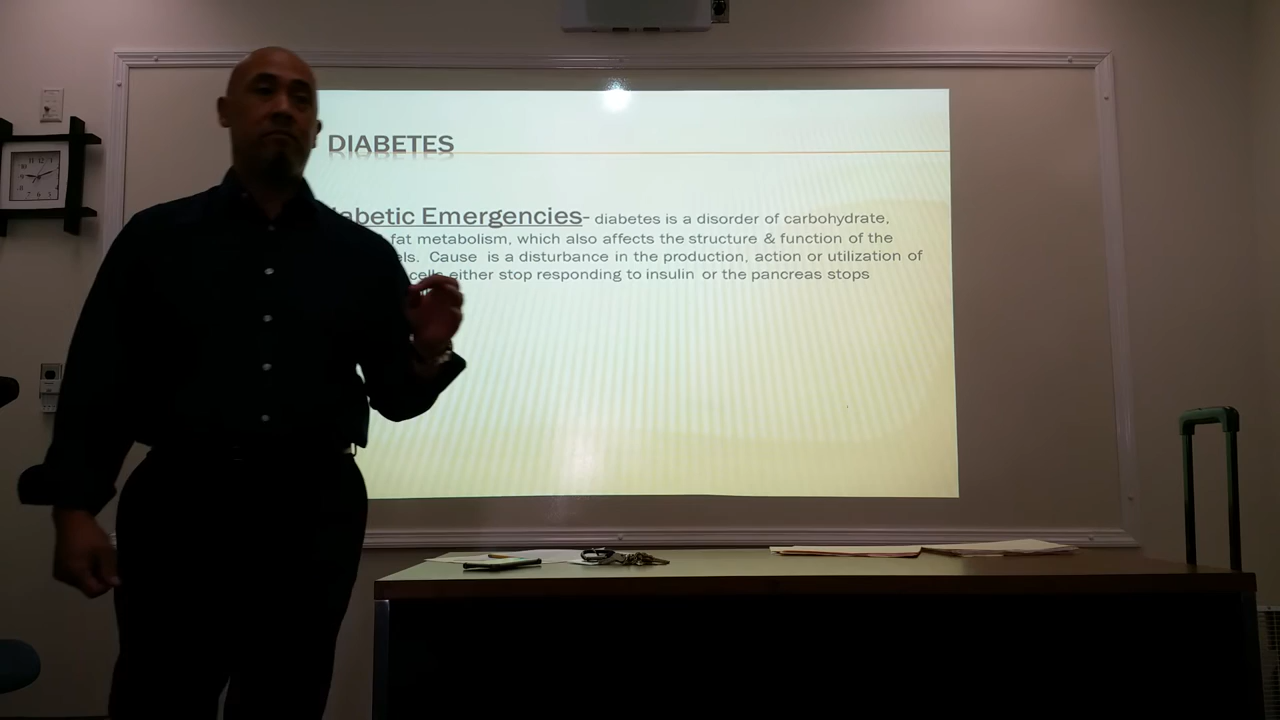 DIABETES
abetic Emergencies- diabetes is a disorder of carbohydrate,
fat metabolism, which also affects the structure & function of the
els. Cause is a disturbance in the production, action or utilization of
cells either stop responding to insulin or the pancreas stops